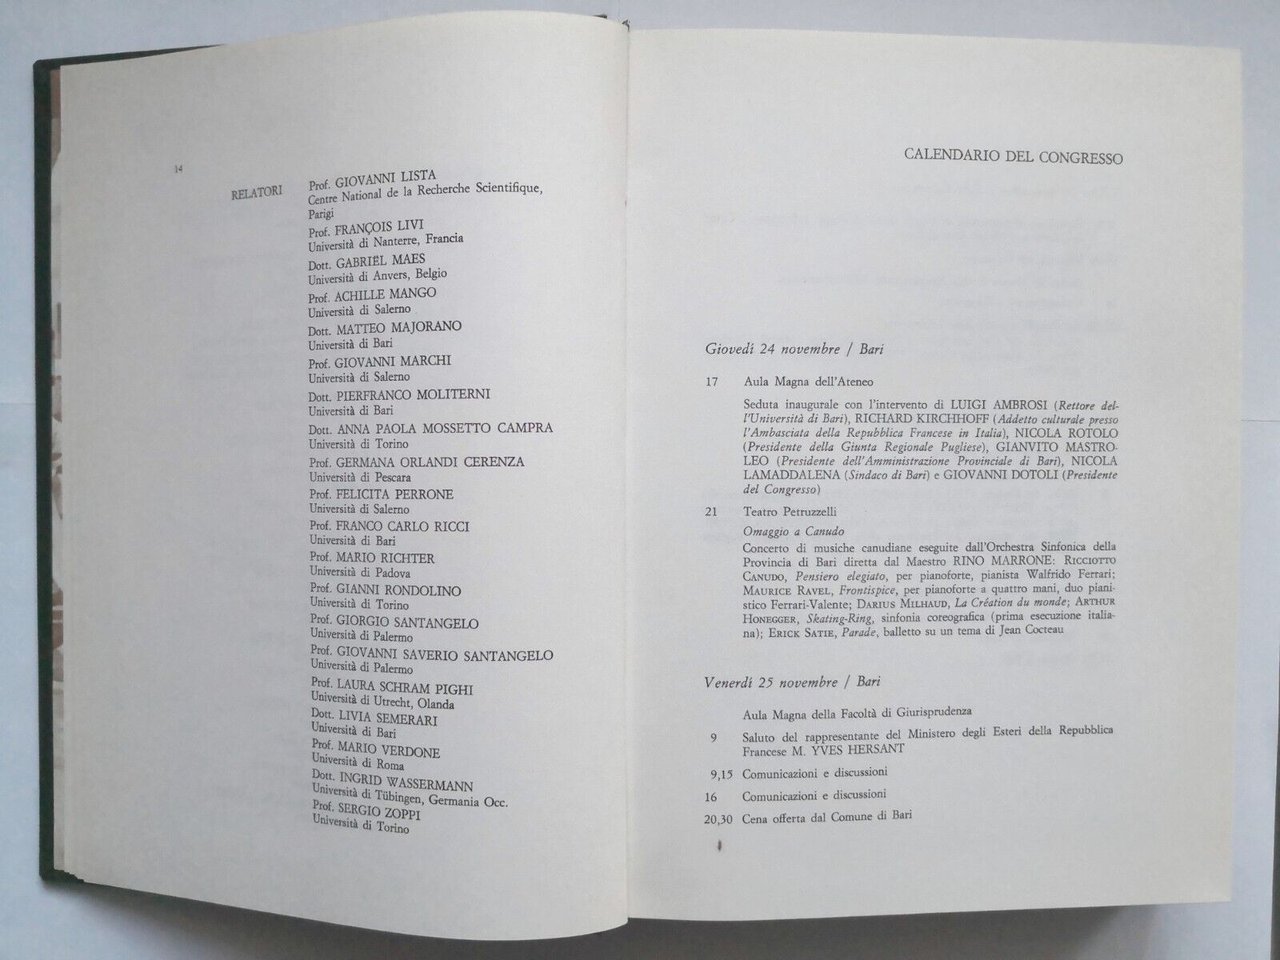 14
RELATORI
Prof. GIOVANNI LISTA
Centre National de la Recherche Scientifique,
Parigi
Prof. FRANÇOIS LIVI
Università di Nanterre, Francia
Dott. GABRIEL MAES
Università di Anvers, Belgio
Prof. ACHILLE MANGO
Università di Salerno
Dott. MATTEO MAJORANO
Università di Bari
Prof. GIOVANNI MARCHI
Università di Salerno
Dott. PIERFRANCO MOLITERNI
Università di Bari
Dott. ANNA PAOLA MOSSETTO CAMPRA
Università di Torino
Prof. GERMANA ORLANDI CERENZA
Università di Pescara
Prof. FELICITA PERRONE
Università di Salerno
Prof. FRANCO CARLO RICCI
Università di Bari
Prof. MARIO RICHTER
Università di Padova
Prof. GIANNI RONDOLINO
Università di Torino
Prof. GIORGIO SANTANGELO
Università di Palermo
Prof. GIOVANNI SAVERIO SANTANGELO
Università di Palermo
Prof. LAURA SCHRAM PIGHI
Università di Utrecht, Olanda
Dott. LIVIA SEMERARI
Università di Bari
Prof. MARIO VERDONE
Università di Roma
Dott. INGRID WASSERMANN
Università di Tübingen, Germania Occ.
Prof. SERGIO ZOPPI
Università di Torino
CALENDARIO DEL CONGRESSO
Giovedì 24 novembre / Bari
17 Aula Magna dell'Ateneo
Seduta inaugurale con l'intervento di LUIGI AMBROSI (Rettore del-
l'Università di Bari), RICHARD KIRCHHOFF (Addetto culturale presso
l'Ambasciata della Repubblica Francese in Italia), NICOLA ROTOLO
(Presidente della Giunta Regionale Pugliese), GIANVITO MASTRO-
LEO (Presidente dell'Amministrazione Provinciale di Bari), NICOLA
LAMADDALENA (Sindaco di Bari) e GIOVANNI DOTOLI (Presidente
del Congresso)
21 Teatro Petruzzelli
Omaggio a Canudo
Concerto di musiche canudiane eseguite dall'Orchestra Sinfonica della
Provincia di Bari diretta dal Maestro RINO MARRONE: RICCIOTTO
CANUDO, Pensiero elegiato, per pianoforte, pianista Walfrido Ferrari;
MAURICE RAVEL, Frontispice, per pianoforte a quattro mani, duo piani-
stico Ferrari-Valente; DARIUS MILHAUD, La Création du monde; ARTHUR
HONEGGER, Skating-Ring, sinfonia coreografica (prima esecuzione italia-
na); ERICK SATIE, Parade, balletto su un tema di Jean Cocteau
Venerdì 25 novembre / Bari
Aula Magna della Facoltà di Giurisprudenza
9 Saluto del rappresentante del Ministero degli Esteri della Repubblica
Francese M. YVES HERSANT
9,15 Comunicazioni e discussioni
16 Comunicazioni e discussioni
20,30 Cena offerta dal Comune di Bari